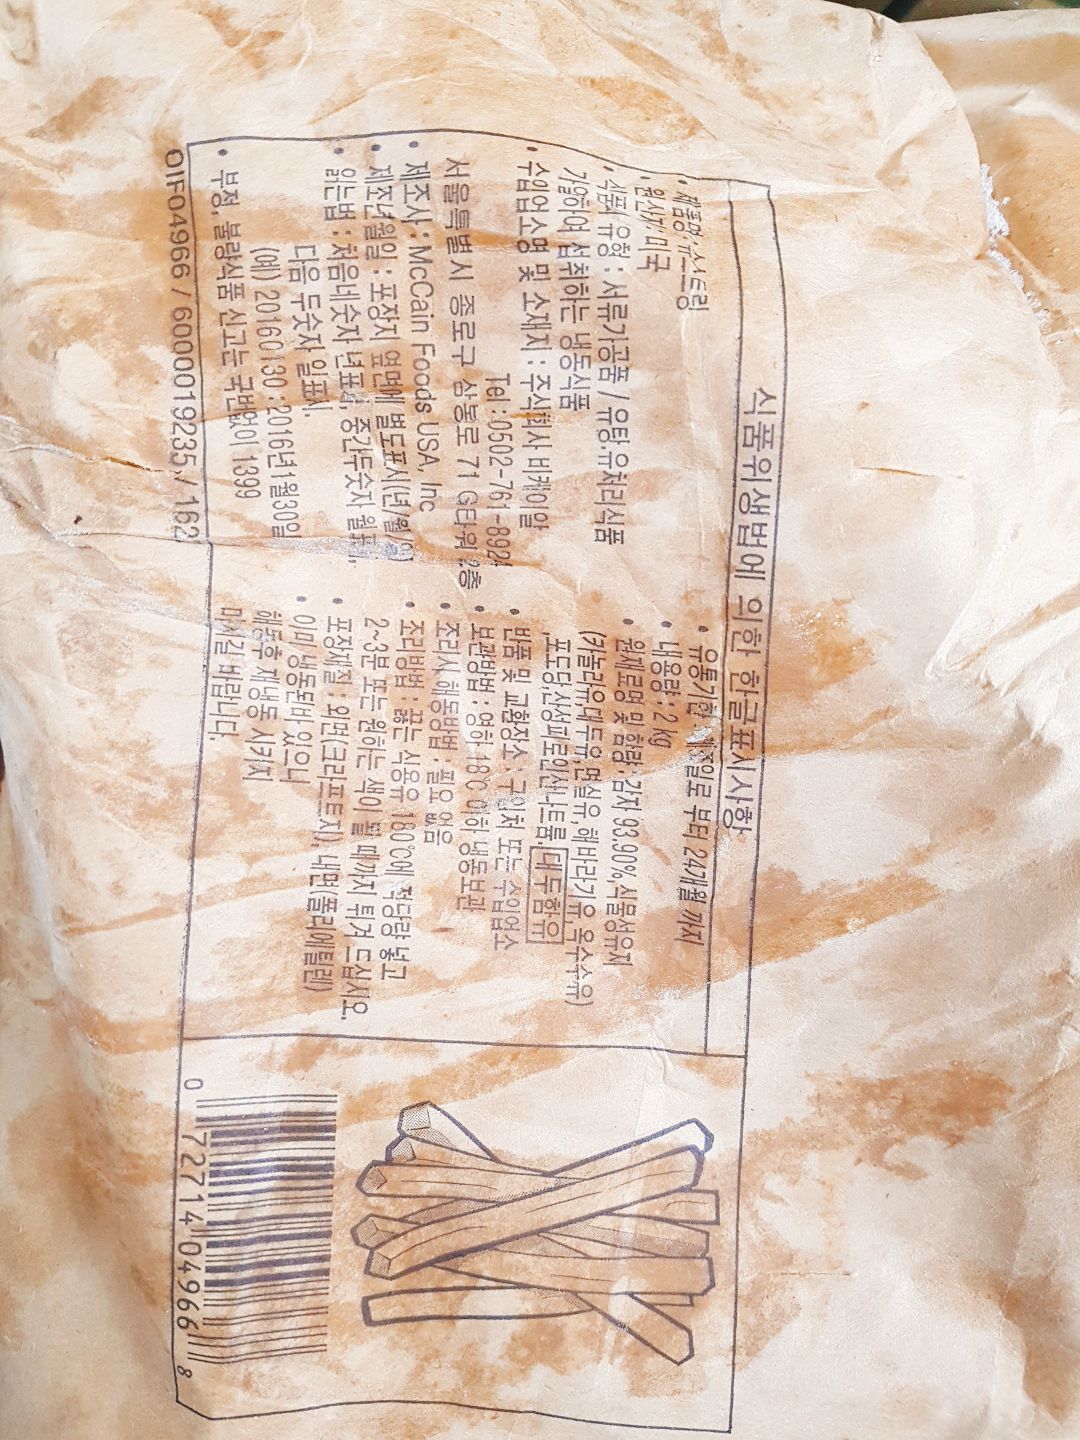 식품위생법에 의한 한글표시사항
• 제품명: 슈스트링
• 원산지: 미국
• 식품의 유형 : 서류가공품 / 유탕.유처리식품
가열하여 섭취하는 냉동식품
• 수입업소명 및 소재지 : 주식회사 비케이알
Tel : 0502-761-8924
서울특별시 종로구 삼봉로 71 G타워 2층
• 제조사 : McCain Foods USA, Inc
• 제조년월일 : 포장지 옆면에 별도표시(년/월/일)
• 읽는법 : 처음네숫자 년표시, 중간두숫자 월표시,
다음 두숫자 일표시.
(예) 20160130 : 2016년1월30일
• 부정, 불량식품 신고는 국번없이 1399
OIF04966 / 6000019235 / 162
• 유통기한 : 제조일로 부터 24개월 까지
• 내용량 : 2 kg
• 원재료명 및 함량 : 감자 93.90%, 식물성유지
(카놀라유,대두유,면실유,해바라기유,옥수수유)
,포도당,산성피로인산나트륨. 대두함유
• 반품 및 교환장소 : 구입처 또는 수입업소
• 보관방법 : 영하 18℃ 이하 냉동보관
• 조리시 해동방법 : 필요 없음
• 조리방법 : 끓는 식용유 180℃에 적당량 넣고
2~3분 또는 원하는 색이 될 때까지 튀겨 드십시오.
• 포장재질 : 외면(크라프트지), 내면(폴리에틸렌)
• 이미 냉동된바 있으니
해동후 재냉동 시키지
마시길 바랍니다.
0 72714 04966 8